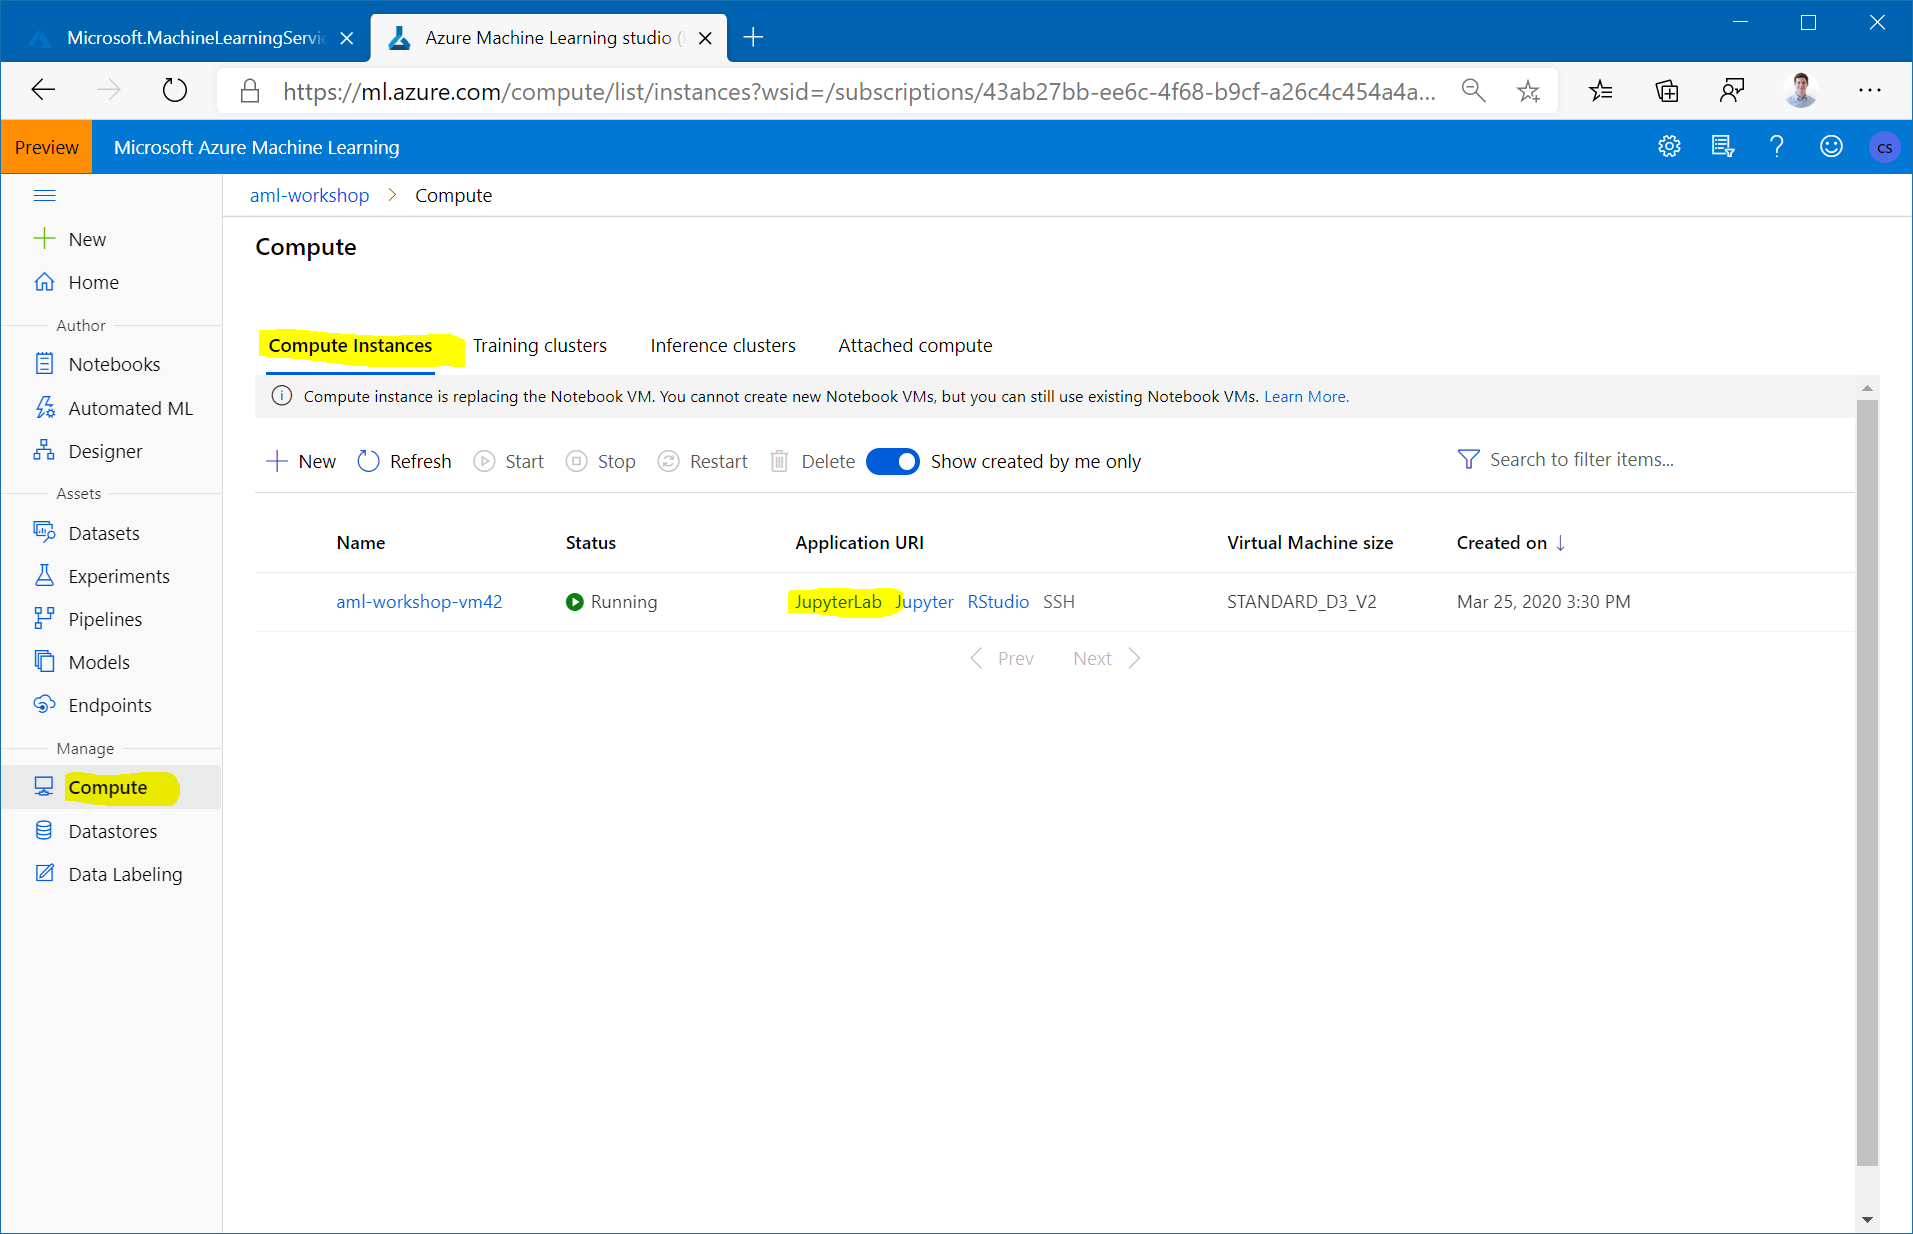 Microsoft.MachineLearningServic
Azure Machine Learning studio (
https://ml.azure.com/compute/list/instances?wsid=/subscriptions/43ab27bb-ee6c-4f68-b9cf-a26c4c454a4a...
Preview
Microsoft Azure Machine Learning
CS
aml-workshop > Compute
New
Home
Author
Notebooks
Automated ML
Designer
Assets
Datasets
Experiments
Pipelines
Models
Endpoints
Manage
Compute
Datastores
Data Labeling
Compute
Compute Instances Training clusters Inference clusters Attached compute
Compute instance is replacing the Notebook VM. You cannot create new Notebook VMs, but you can still use existing Notebook VMs. Learn More.
New Refresh Start Stop Restart Delete Show created by me only Search to filter items...
Name Status Application URI Virtual Machine size Created on ↓
aml-workshop-vm42 Running JupyterLab Jupyter RStudio SSH STANDARD_D3_V2 Mar 25, 2020 3:30 PM
Prev Next